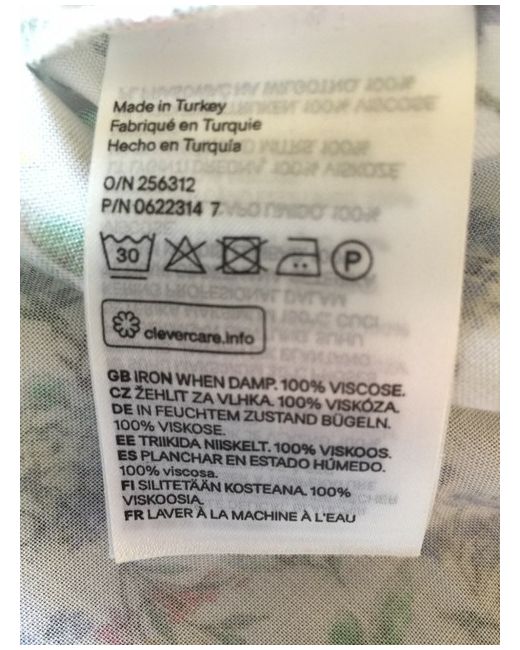 Made in Turkey
Fabriqué en Turquie
Hecho en Turquía
O/N 256312
P/N 0622314 7
30
P
clevercare.info
GB IRON WHEN DAMP. 100% VISCOSE.
CZ ŽEHLIT ZA VLHKA. 100% VISKÓZA.
DE IN FEUCHTEM ZUSTAND BÜGELN.
100% VISKOSE.
EE TRIIKIDA NIISKELT. 100% VISKOOS.
ES PLANCHAR EN ESTADO HÚMEDO.
100% viscosa.
FI SILITETÄÄN KOSTEANA. 100%
VISKOOSIA.
FR LAVER À LA MACHINE À L'EAU